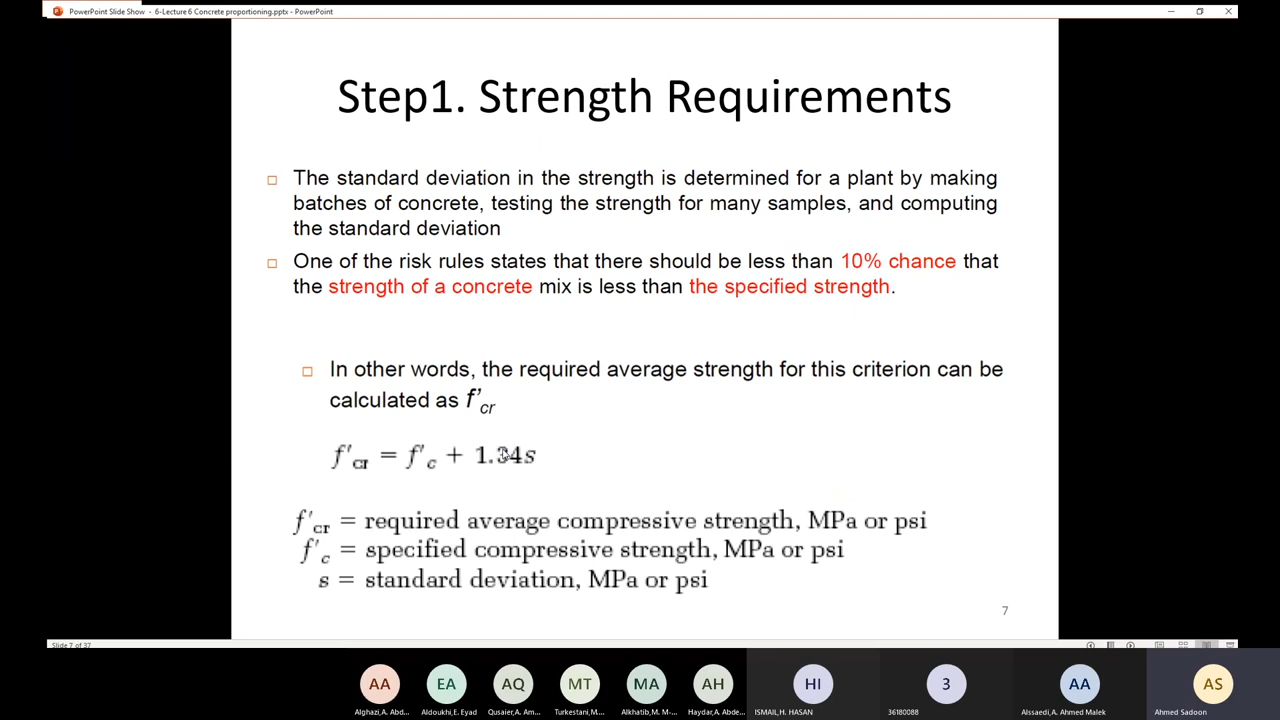 PowerPoint Slide Show - 6-Lecture 6 Concrete proportioning.pptx - PowerPoint
Step1. Strength Requirements
The standard deviation in the strength is determined for a plant by making
batches of concrete, testing the strength for many samples, and computing
the standard deviation
One of the risk rules states that there should be less than 10% chance that
the strength of a concrete mix is less than the specified strength.
In other words, the required average strength for this criterion can be
calculated as f'cr
f'cr = f'c + 1.34s
f'cr = required average compressive strength, MPa or psi
f'c = specified compressive strength, MPa or psi
s = standard deviation, MPa or psi
7
Slide 7 of 37
AA EA AQ MT MA AH HI 3 AA AS
Alghazi,A. Abd... Aldoukhi,E. Eyad Qusaier,A. Am... Turkestani,M.... Alkhatib,M. M-... Haydar,A. Abde... ISMAIL,H. HASAN 36180088 Alssaedi,A. Ahmed Malek Ahmed Sadoon